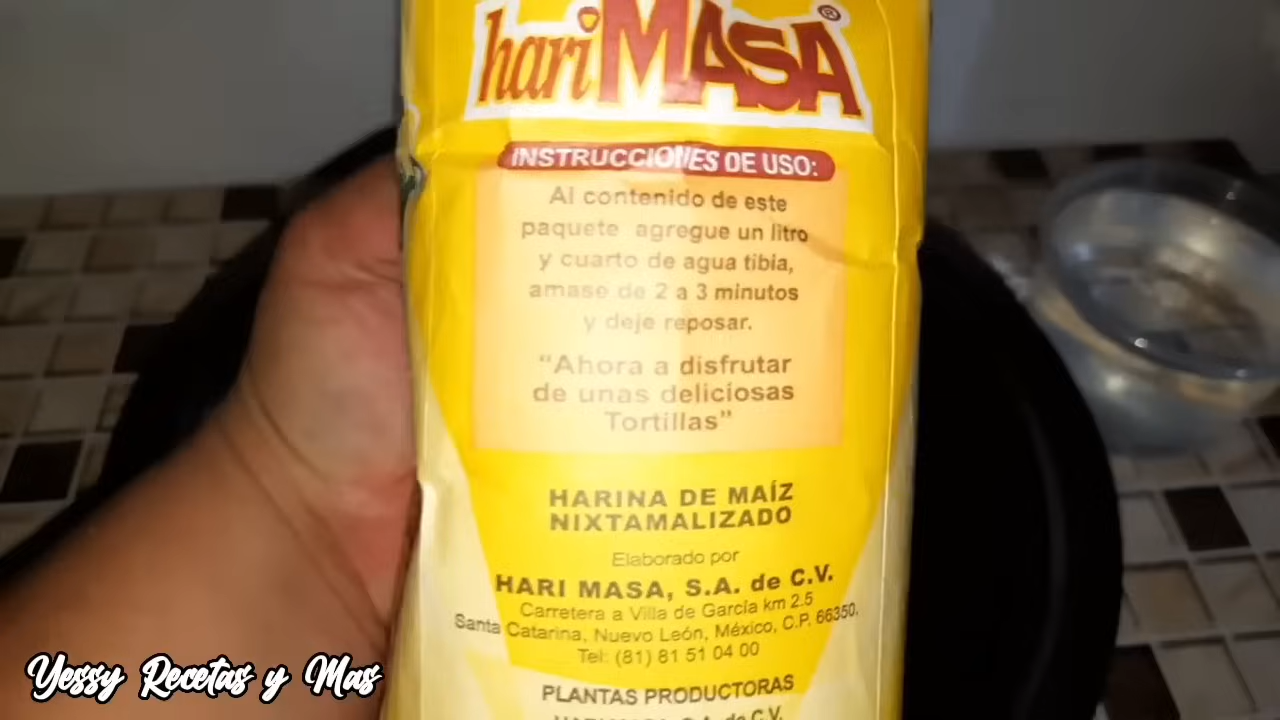 hariMASA®
INSTRUCCIONES DE USO:
Al contenido de este
paquete agregue un litro
y cuarto de agua tibia,
amase de 2 a 3 minutos
y deje reposar.
"Ahora a disfrutar
de unas deliciosas
Tortillas"
HARINA DE MAÍZ
NIXTAMALIZADO
Elaborado por
HARI MASA, S.A. de C.V.
Carretera a Villa de García km 2.5
Santa Catarina, Nuevo León, México, C.P. 66350.
Tel: (81) 81 51 04 00
PLANTAS PRODUCTORAS
HARIMASA, S.A. de C.V.
Yessy Recetas y Mas